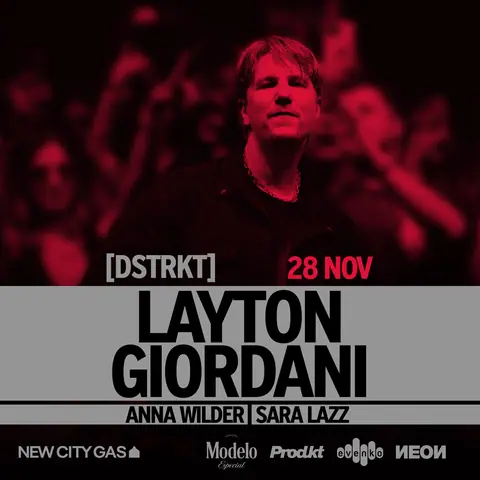 [DSTRKT] 28 NOV
LAYTON
GIORDANI
ANNA WILDER | SARA LAZZ
NEW CITY GAS Modelo Especial Prodkt evenko NEON